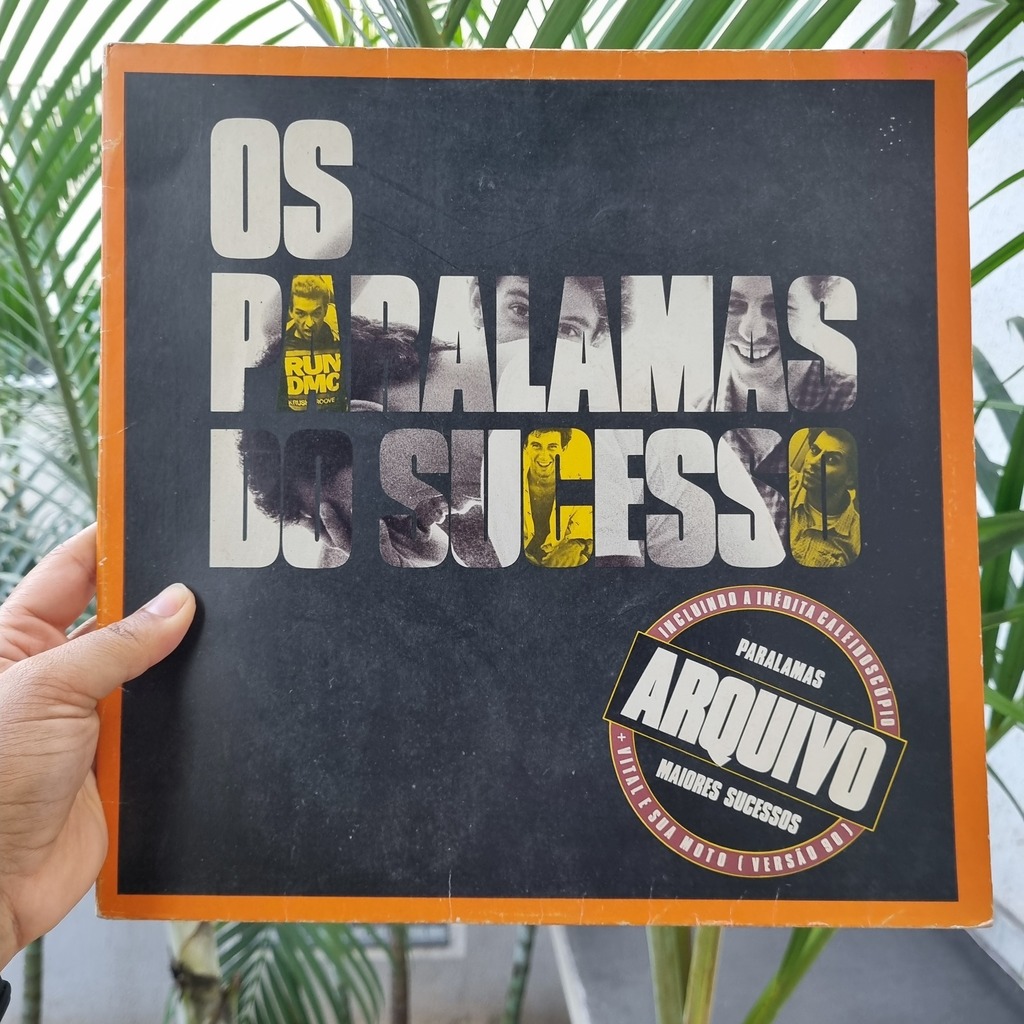 OS
PARALAMAS
RUN
DMC
DO SUCESSO
INCLUINDO A INÉDITA CALEIDOSCÓPIO
PARALAMAS
ARQUIVO
MAIORES SUCESSOS
+ VITAL E SUA MOTO ( VERSÃO 90 )